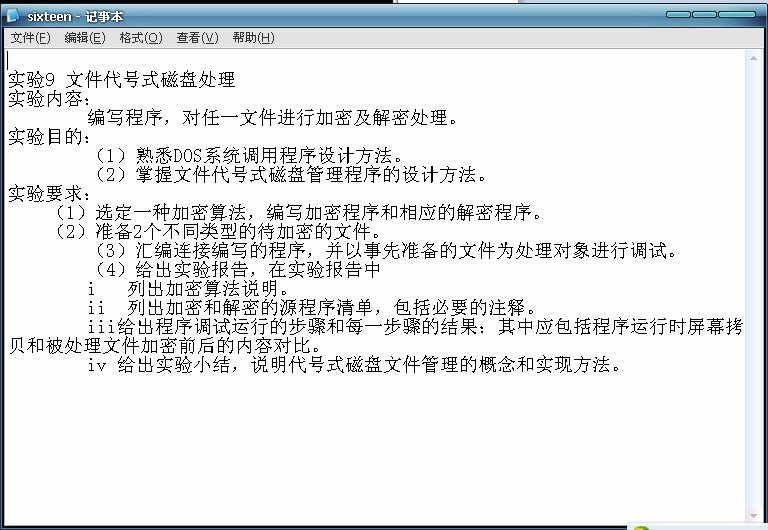 sixteen - 记事本
文件(F) 编辑(E) 格式(O) 查看(V) 帮助(H)
实验9 文件代号式磁盘处理
实验内容:
编写程序，对任一文件进行加密及解密处理。
实验目的:
（1）熟悉DOS系统调用程序设计方法。
（2）掌握文件代号式磁盘管理程序的设计方法。
实验要求:
（1）选定一种加密算法，编写加密程序和相应的解密程序。
（2）准备2个不同类型的待加密的文件。
（3）汇编连接编写的程序，并以事先准备的文件为处理对象进行调试。
（4）给出实验报告，在实验报告中
i 列出加密算法说明。
ii 列出加密和解密的源程序清单，包括必要的注释。
iii给出程序调试运行的步骤和每一步骤的结果：其中应包括程序运行时屏幕拷
贝和被处理文件加密前后的内容对比。
iv 给出实验小结，说明代号式磁盘文件管理的概念和实现方法。